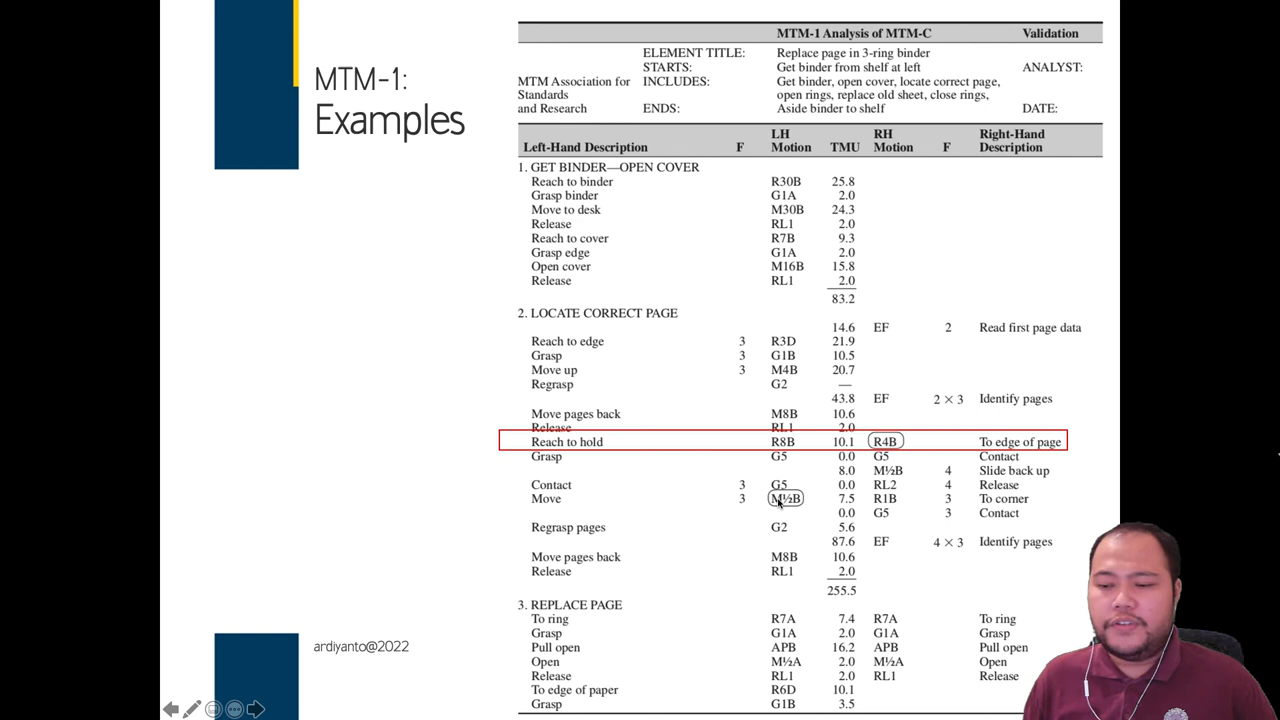 MTM-1:
Examples
MTM-1 Analysis of MTM-C Validation
ELEMENT TITLE: Replace page in 3-ring binder
STARTS: Get binder from shelf at left ANALYST:
MTM Association for INCLUDES: Get binder, open cover, locate correct page,
Standards open rings, replace old sheet, close rings,
and Research ENDS: Aside binder to shelf DATE:
LH RH Right-Hand
Left-Hand Description F Motion TMU Motion F Description
1. GET BINDER—OPEN COVER
Reach to binder R30B 25.8
Grasp binder G1A 2.0
Move to desk M30B 24.3
Release RL1 2.0
Reach to cover R7B 9.3
Grasp edge G1A 2.0
Open cover M16B 15.8
Release RL1 2.0
83.2
2. LOCATE CORRECT PAGE
14.6 EF 2 Read first page data
Reach to edge 3 R3D 21.9
Grasp 3 G1B 10.5
Move up 3 M4B 20.7
Regrasp G2 —
43.8 EF 2 × 3 Identify pages
Move pages back M8B 10.6
Release RL1 2.0
Reach to hold R8B 10.1 R4B To edge of page
Grasp G5 0.0 G5 Contact
8.0 M½B 4 Slide back up
Contact 3 G5 0.0 RL2 4 Release
Move 3 M½B 7.5 R1B 3 To corner
0.0 G5 3 Contact
Regrasp pages G2 5.6
87.6 EF 4 × 3 Identify pages
Move pages back M8B 10.6
Release RL1 2.0
255.5
3. REPLACE PAGE
To ring R7A 7.4 R7A To ring
Grasp G1A 2.0 G1A Grasp
Pull open APB 16.2 APB Pull open
Open M½A 2.0 M½A Open
Release RL1 2.0 RL1 Release
To edge of paper R6D 10.1
Grasp G1B 3.5
ardiyanto@2022